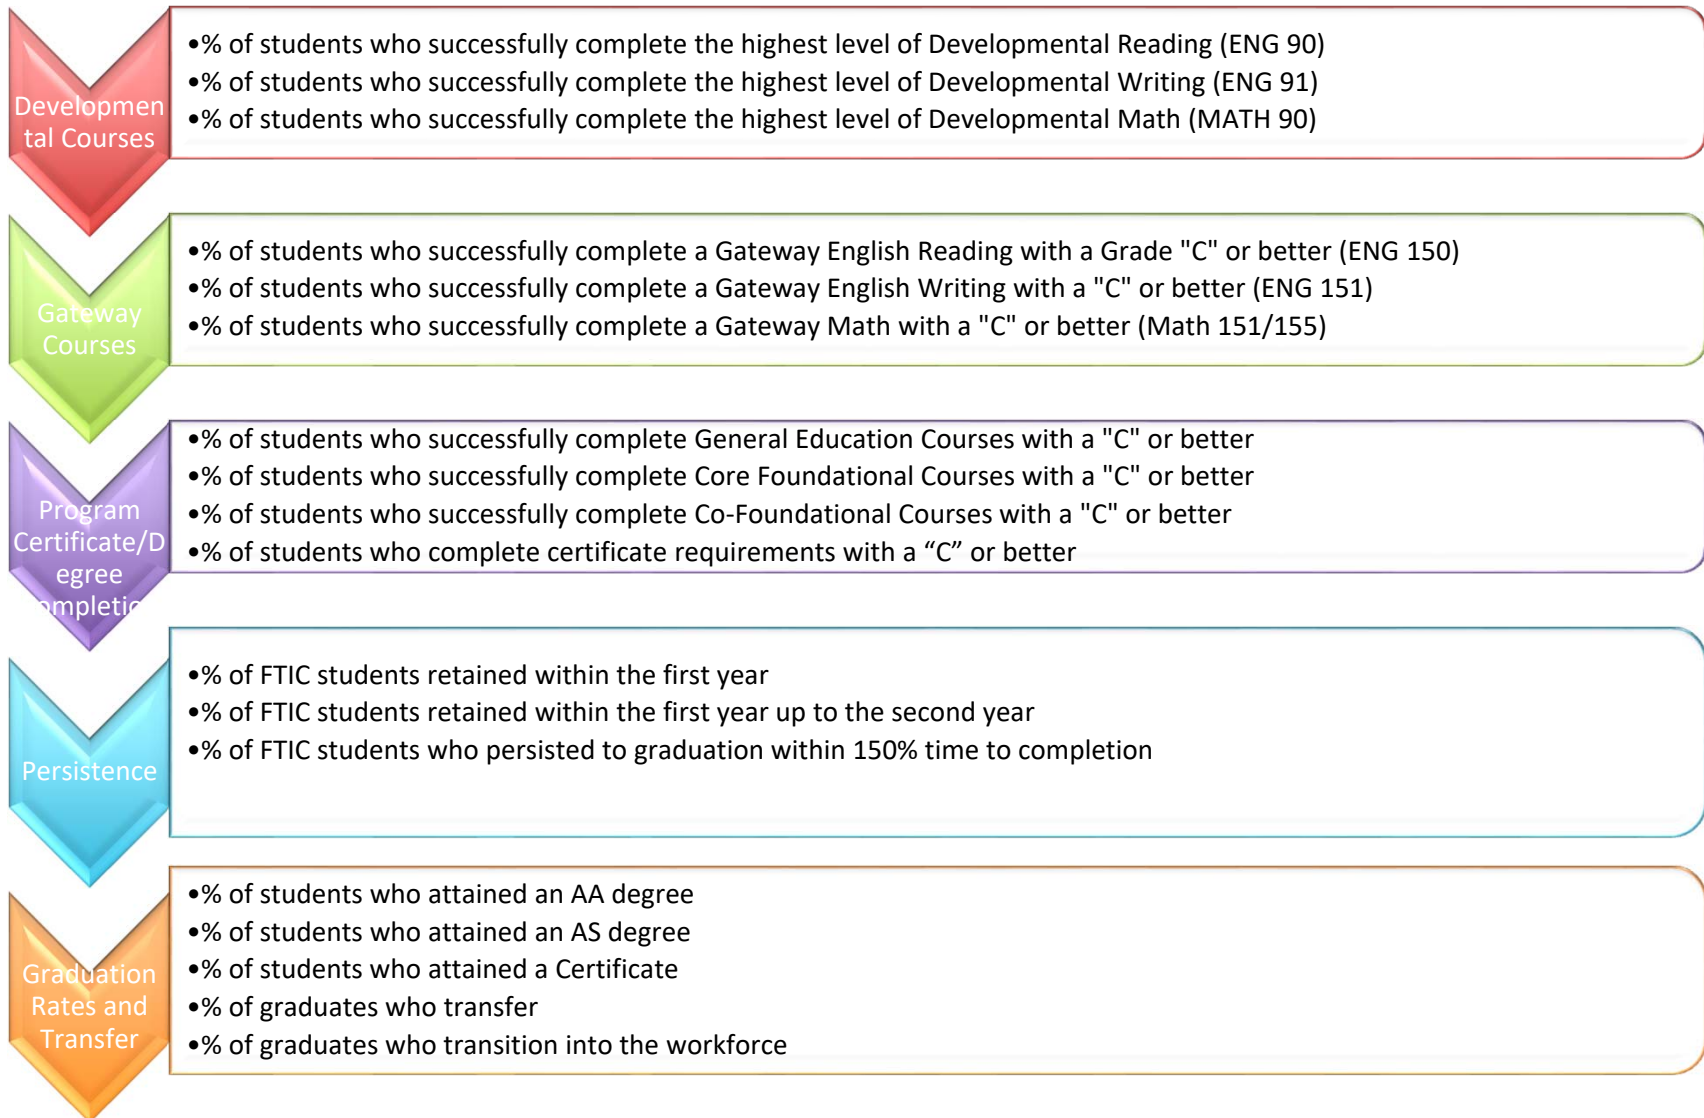 Developmen
tal Courses
•% of students who successfully complete the highest level of Developmental Reading (ENG 90)
•% of students who successfully complete the highest level of Developmental Writing (ENG 91)
•% of students who successfully complete the highest level of Developmental Math (MATH 90)
Gateway
Courses
•% of students who successfully complete a Gateway English Reading with a Grade "C" or better (ENG 150)
•% of students who successfully complete a Gateway English Writing with a "C" or better (ENG 151)
•% of students who successfully complete a Gateway Math with a "C" or better (Math 151/155)
Program
Certificate/D
egree
ompletio
•% of students who successfully complete General Education Courses with a "C" or better
•% of students who successfully complete Core Foundational Courses with a "C" or better
•% of students who successfully complete Co-Foundational Courses with a "C" or better
•% of students who complete certificate requirements with a “C” or better
Persistence
•% of FTIC students retained within the first year
•% of FTIC students retained within the first year up to the second year
•% of FTIC students who persisted to graduation within 150% time to completion
Graduation
Rates and
Transfer
•% of students who attained an AA degree
•% of students who attained an AS degree
•% of students who attained a Certificate
•% of graduates who transfer
•% of graduates who transition into the workforce